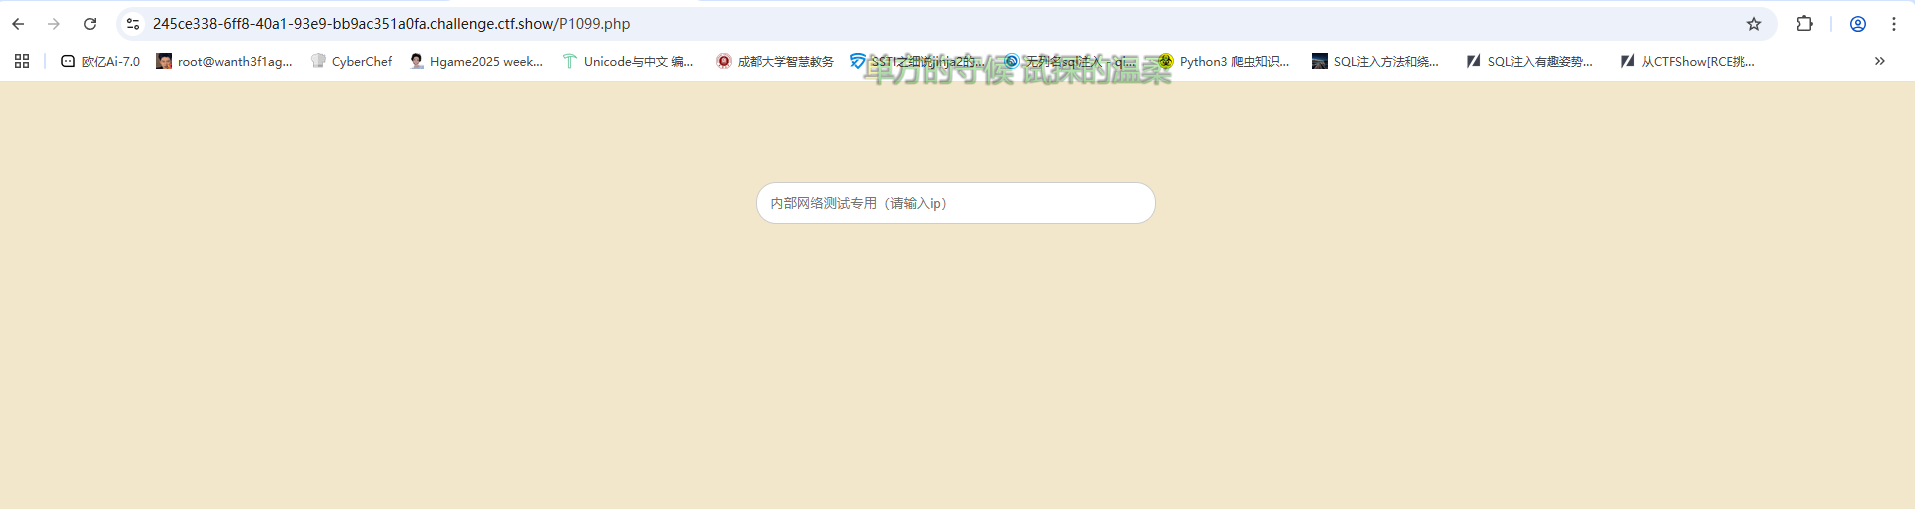 245ce338-6ff8-40a1-93e9-bb9ac351a0fa.challenge.ctf.show/P1099.php
欧亿Ai-7.0 root@wanth3f1ag... CyberChef Hgame2025 week... Unicode与中文 编... 成都大学智慧教务 SSTI之细说jinja2的... 无列名sql注入 - qi... Python3 爬虫知识... SQL注入方法和绕... SQL注入有趣姿势... 从CTFShow[RCE挑...
单方的守候 试探的温柔
内部网络测试专用（请输入ip）